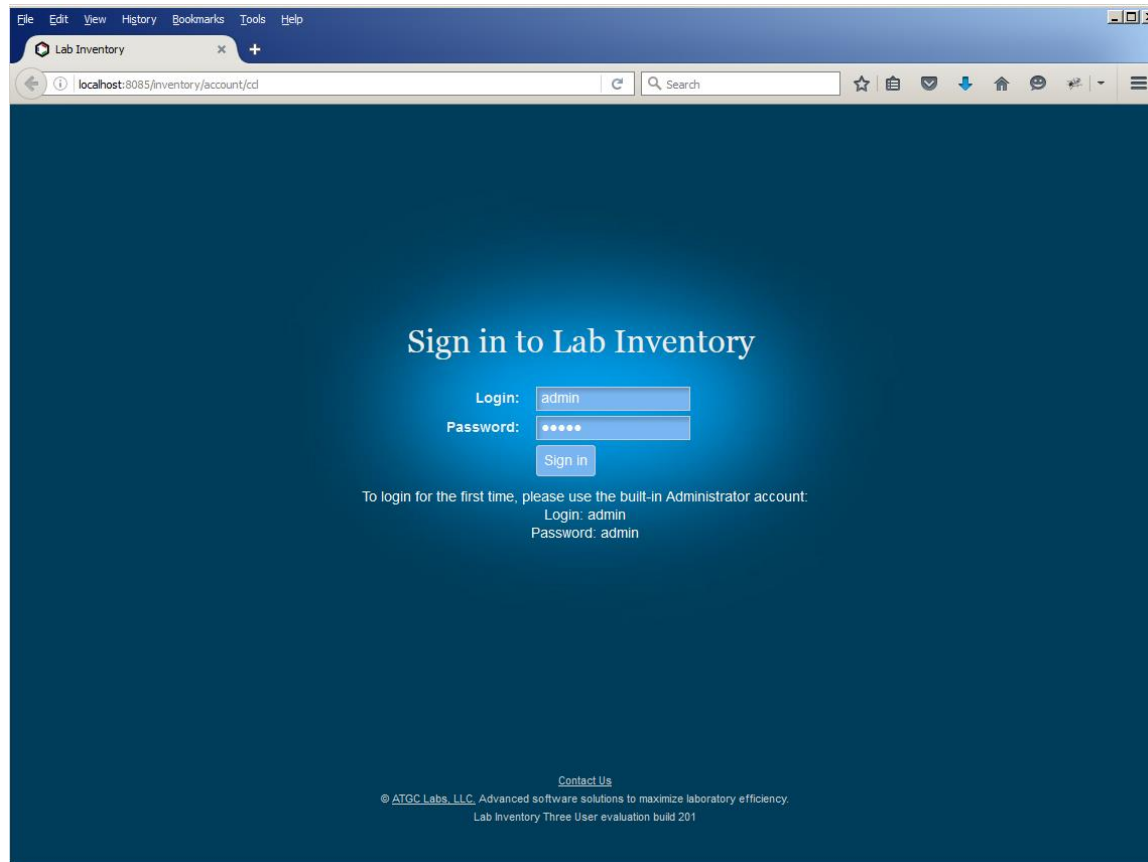 File Edit View History Bookmarks Tools Help
Lab Inventory
localhost:8085/inventory/account/cd
Search
Sign in to Lab Inventory
Login: admin
Password: •••••
Sign in
To login for the first time, please use the built-in Administrator account:
Login: admin
Password: admin
Contact Us
© ATGC Labs, LLC. Advanced software solutions to maximize laboratory efficiency.
Lab Inventory Three User evaluation build 201